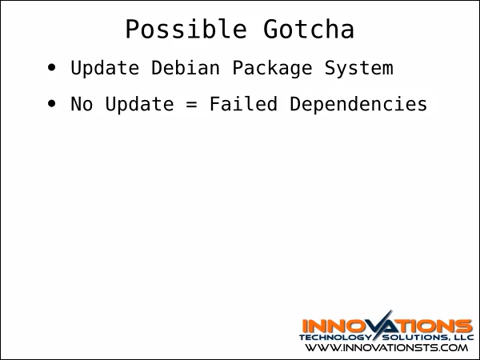 Possible Gotcha
• Update Debian Package System
• No Update = Failed Dependencies
INNOVATIONS
TECHNOLOGY SOLUTIONS, LLC
WWW.INNOVATIONSTS.COM